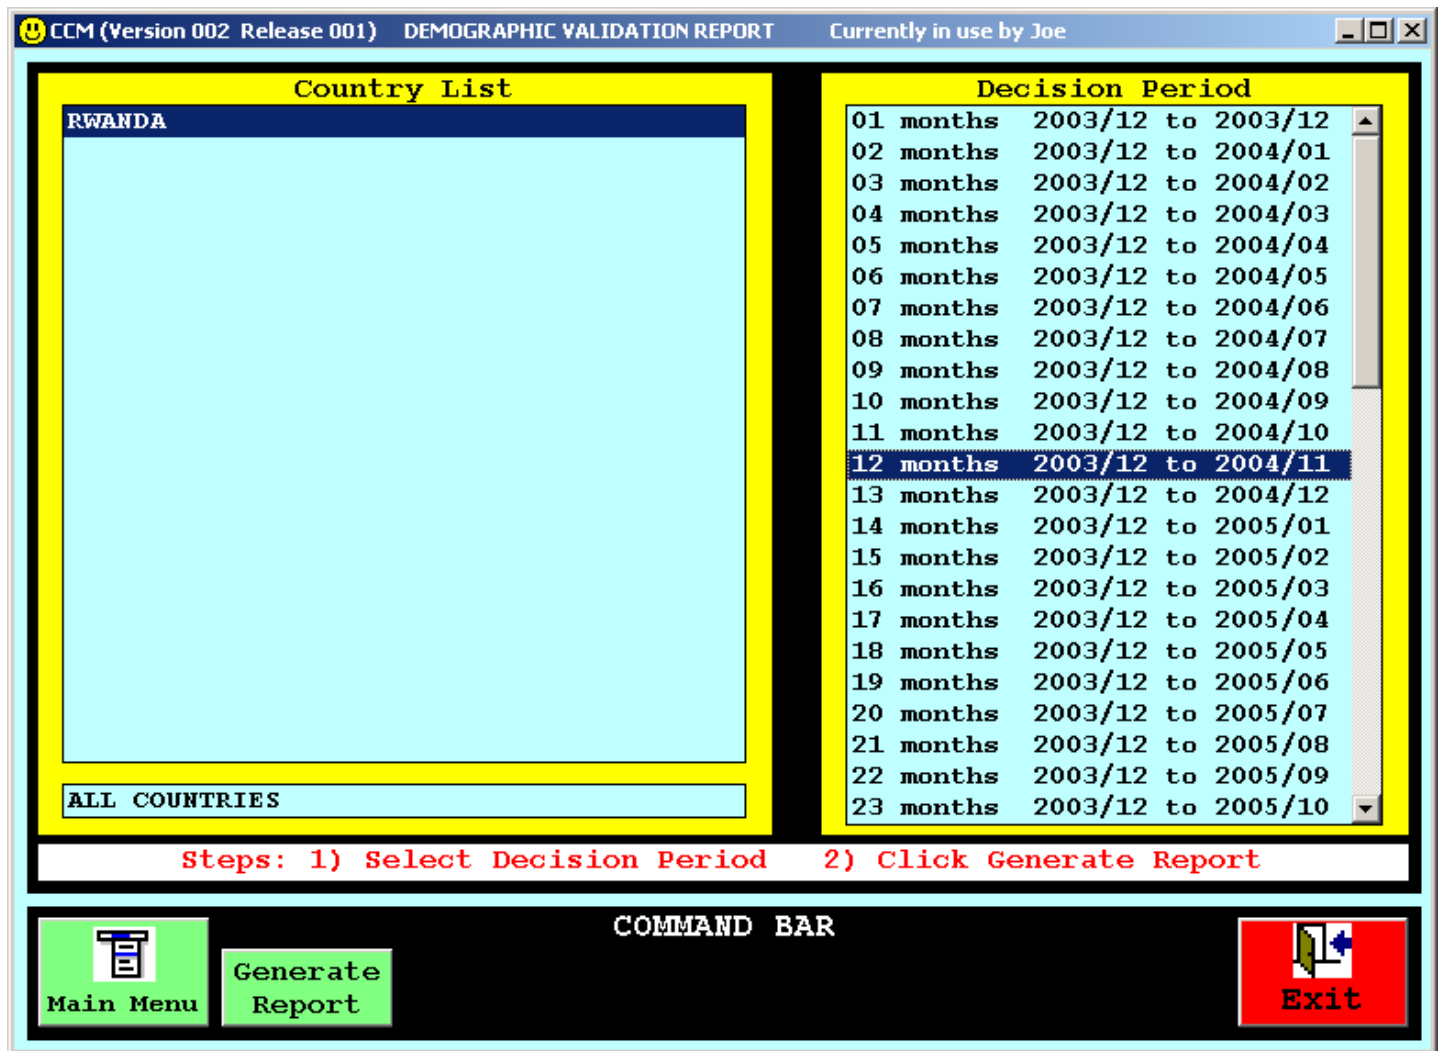 CCM (Version 002 Release 001) DEMOGRAPHIC VALIDATION REPORT Currently in use by Joe
Country List
RWANDA
ALL COUNTRIES
Decision Period
01 months 2003/12 to 2003/12
02 months 2003/12 to 2004/01
03 months 2003/12 to 2004/02
04 months 2003/12 to 2004/03
05 months 2003/12 to 2004/04
06 months 2003/12 to 2004/05
07 months 2003/12 to 2004/06
08 months 2003/12 to 2004/07
09 months 2003/12 to 2004/08
10 months 2003/12 to 2004/09
11 months 2003/12 to 2004/10
12 months 2003/12 to 2004/11
13 months 2003/12 to 2004/12
14 months 2003/12 to 2005/01
15 months 2003/12 to 2005/02
16 months 2003/12 to 2005/03
17 months 2003/12 to 2005/04
18 months 2003/12 to 2005/05
19 months 2003/12 to 2005/06
20 months 2003/12 to 2005/07
21 months 2003/12 to 2005/08
22 months 2003/12 to 2005/09
23 months 2003/12 to 2005/10
Steps: 1) Select Decision Period 2) Click Generate Report
COMMAND BAR
Main Menu
Generate
Report
Exit